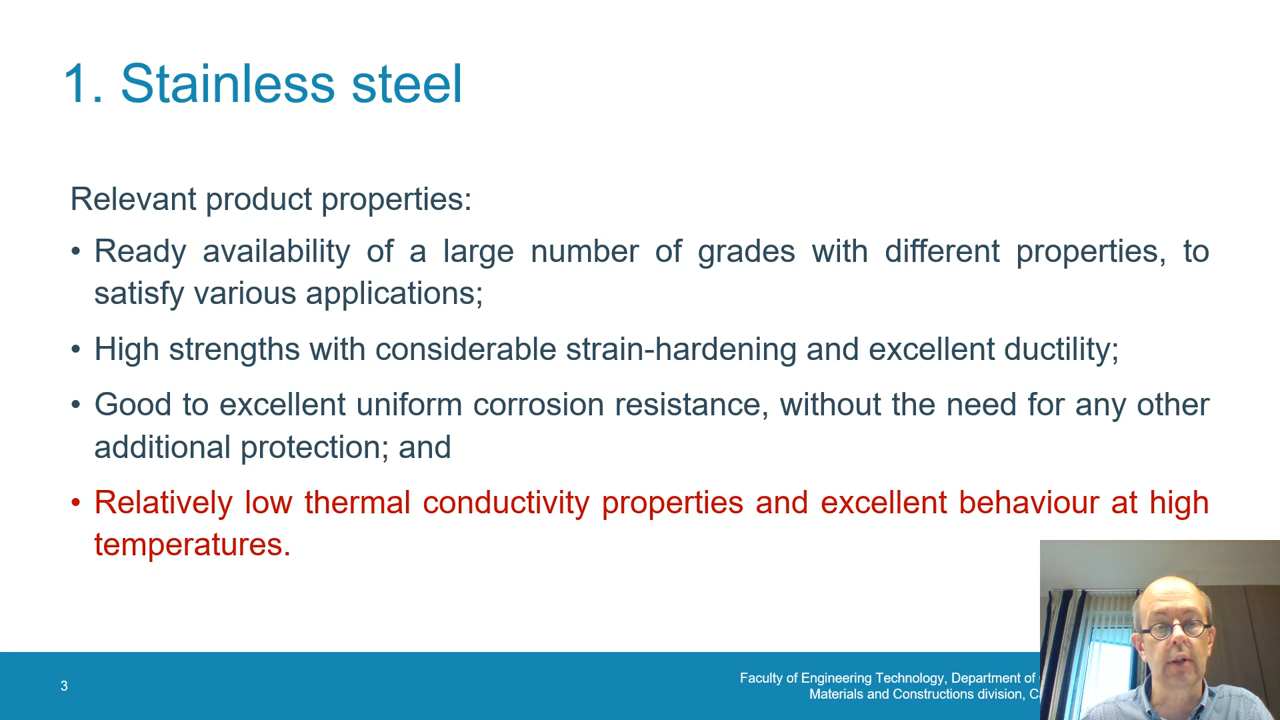 1. Stainless steel
Relevant product properties:
• Ready availability of a large number of grades with different properties, to
satisfy various applications;
• High strengths with considerable strain-hardening and excellent ductility;
• Good to excellent uniform corrosion resistance, without the need for any other
additional protection; and
• Relatively low thermal conductivity properties and excellent behaviour at high
temperatures.
3
Faculty of Engineering Technology, Department of
Materials and Constructions division,